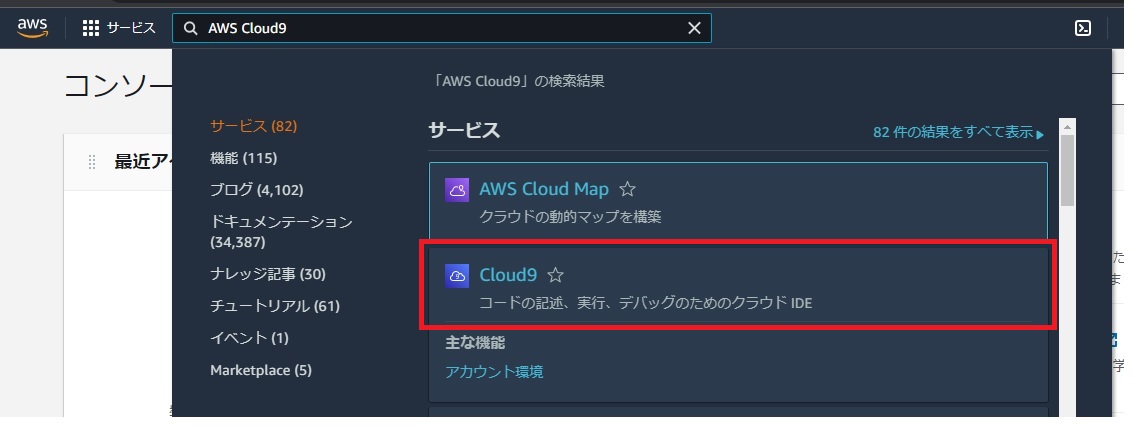 aws
サービス
AWS Cloud9
コンソー
「AWS Cloud9」の検索結果
サービス (82)
機能 (115)
ブログ (4,102)
ドキュメンテーション
(34,387)
ナレッジ記事 (30)
チュートリアル (61)
イベント (1)
Marketplace (5)
サービス
82 件の結果をすべて表示
最近ア
AWS Cloud Map
クラウドの動的マップを構築
Cloud9
コードの記述、実行、デバッグのためのクラウド IDE
主な機能
アカウント環境
た
ま
学